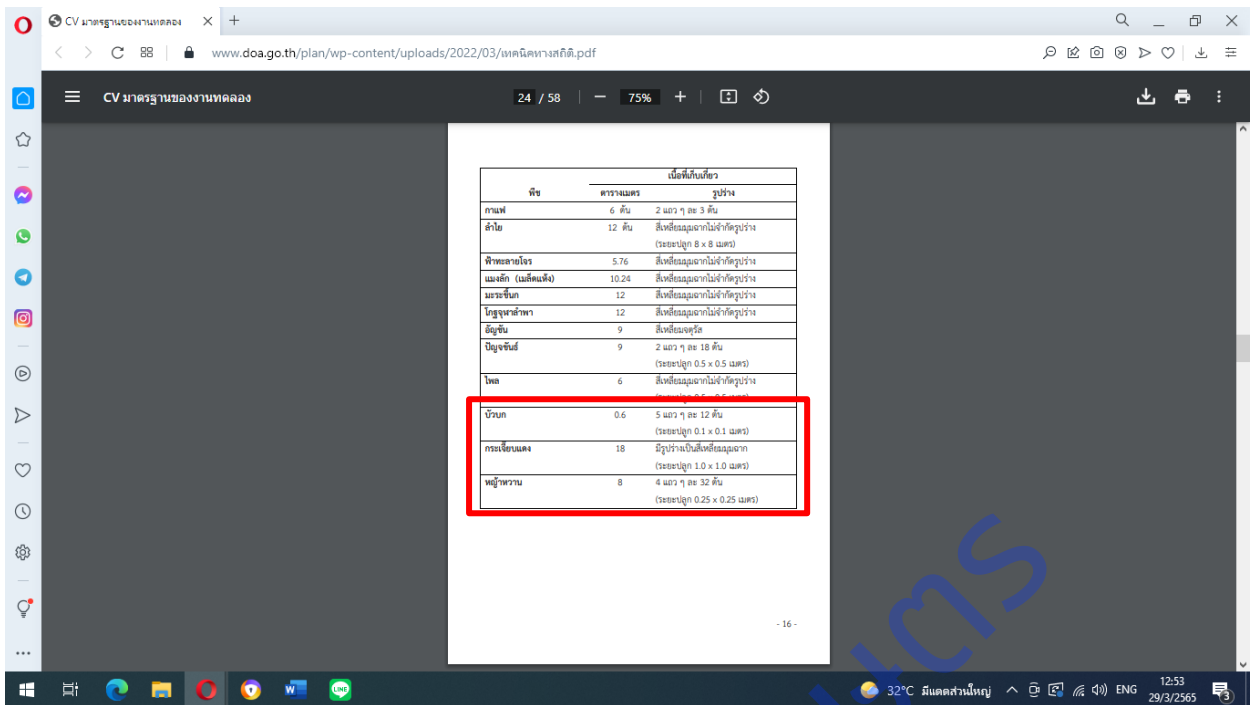 CV มาตรฐานของงานทดลอง
www.doa.go.th/plan/wp-content/uploads/2022/03/เทคนิคทางสถิติ.pdf
CV มาตรฐานของงานทดลอง
24 / 58
75%
เนื้อที่เก็บเกี่ยว
พืช ตารางเมตร รูปร่าง
กาแฟ 6 ต้น 2 แถว ๆ ละ 3 ต้น
ลำไย 12 ต้น สี่เหลี่ยมมุมฉากไม่จำกัดรูปร่าง
(ระยะปลูก 8 x 8 เมตร)
ฟ้าทะลายโจร 5.76 สี่เหลี่ยมมุมฉากไม่จำกัดรูปร่าง
แมงลัก (เมล็ดแห้ง) 10.24 สี่เหลี่ยมมุมฉากไม่จำกัดรูปร่าง
มะระขี้นก 12 สี่เหลี่ยมมุมฉากไม่จำกัดรูปร่าง
โกฐจุฬาลำพา 12 สี่เหลี่ยมมุมฉากไม่จำกัดรูปร่าง
อัญชัน 9 สี่เหลี่ยมจตุรัส
ปัญจขันธ์ 9 2 แถว ๆ ละ 18 ต้น
(ระยะปลูก 0.5 x 0.5 เมตร)
ไพล 6 สี่เหลี่ยมมุมฉากไม่จำกัดรูปร่าง
(ระยะปลูก 0.5 x 0.5 เมตร)
บัวบก 0.6 5 แถว ๆ ละ 12 ต้น
(ระยะปลูก 0.1 x 0.1 เมตร)
กระเจี๊ยบแดง 18 มีรูปร่างเป็นสี่เหลี่ยมมุมฉาก
(ระยะปลูก 1.0 x 1.0 เมตร)
หญ้าหวาน 8 4 แถว ๆ ละ 32 ต้น
(ระยะปลูก 0.25 x 0.25 เมตร)
- 16 -
32°C มีแดดส่วนใหญ่ ENG 12:53
29/3/2565
3
LINE